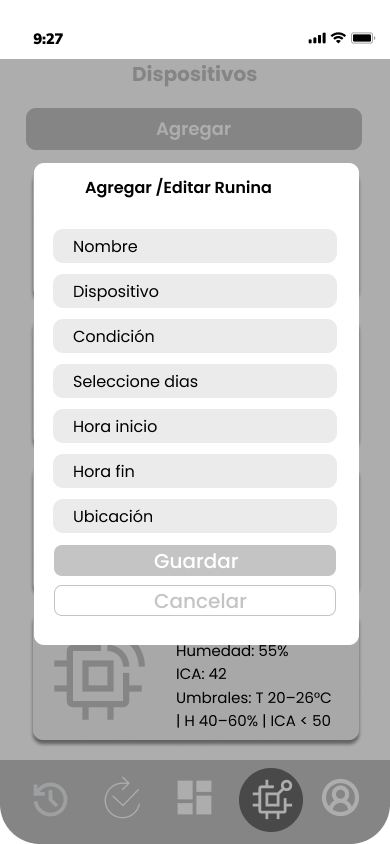 9:27
Dispositivos
Agregar
Agregar /Editar Runina
Nombre
Dispositivo
Condición
Seleccione dias
Hora inicio
Hora fin
Ubicación
Guardar
Cancelar
Humedad: 55%
ICA: 42
Umbrales: T 20–26°C
| H 40–60% | ICA < 50